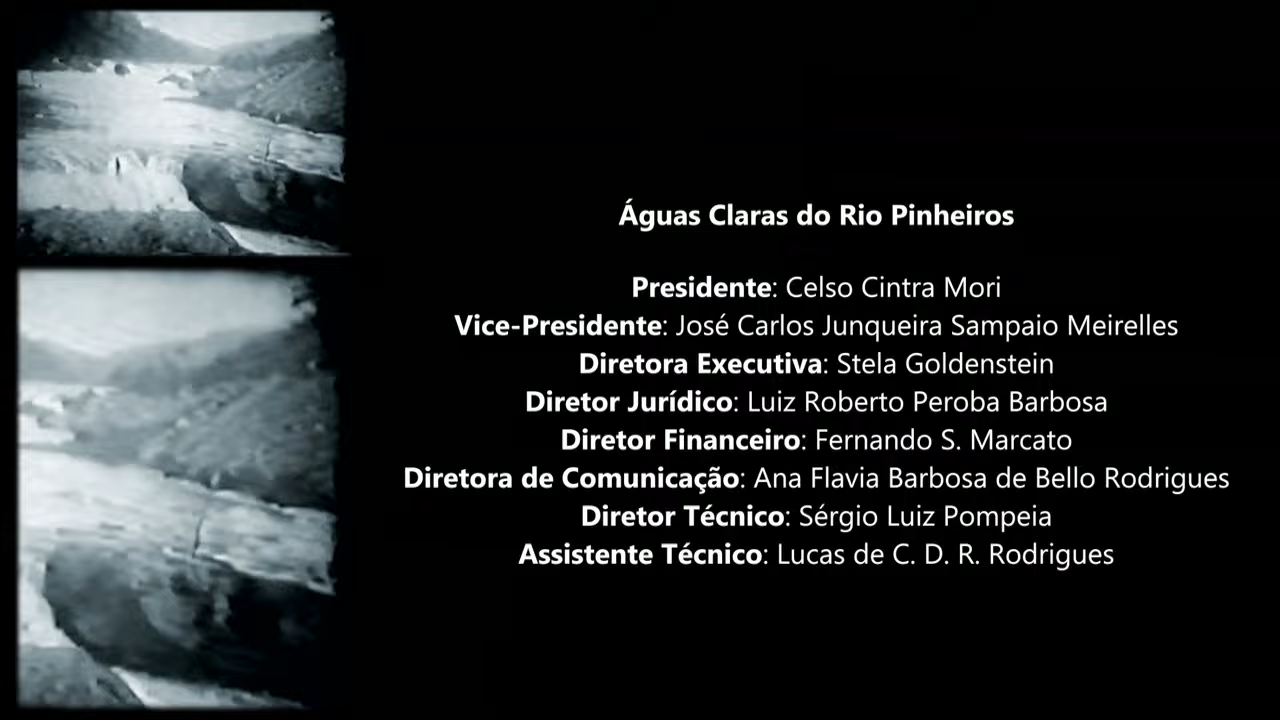 Águas Claras do Rio Pinheiros
Presidente: Celso Cintra Mori
Vice-Presidente: José Carlos Junqueira Sampaio Meirelles
Diretora Executiva: Stela Goldenstein
Diretor Jurídico: Luiz Roberto Peroba Barbosa
Diretor Financeiro: Fernando S. Marcato
Diretora de Comunicação: Ana Flavia Barbosa de Bello Rodrigues
Diretor Técnico: Sérgio Luiz Pompeia
Assistente Técnico: Lucas de C. D. R. Rodrigues